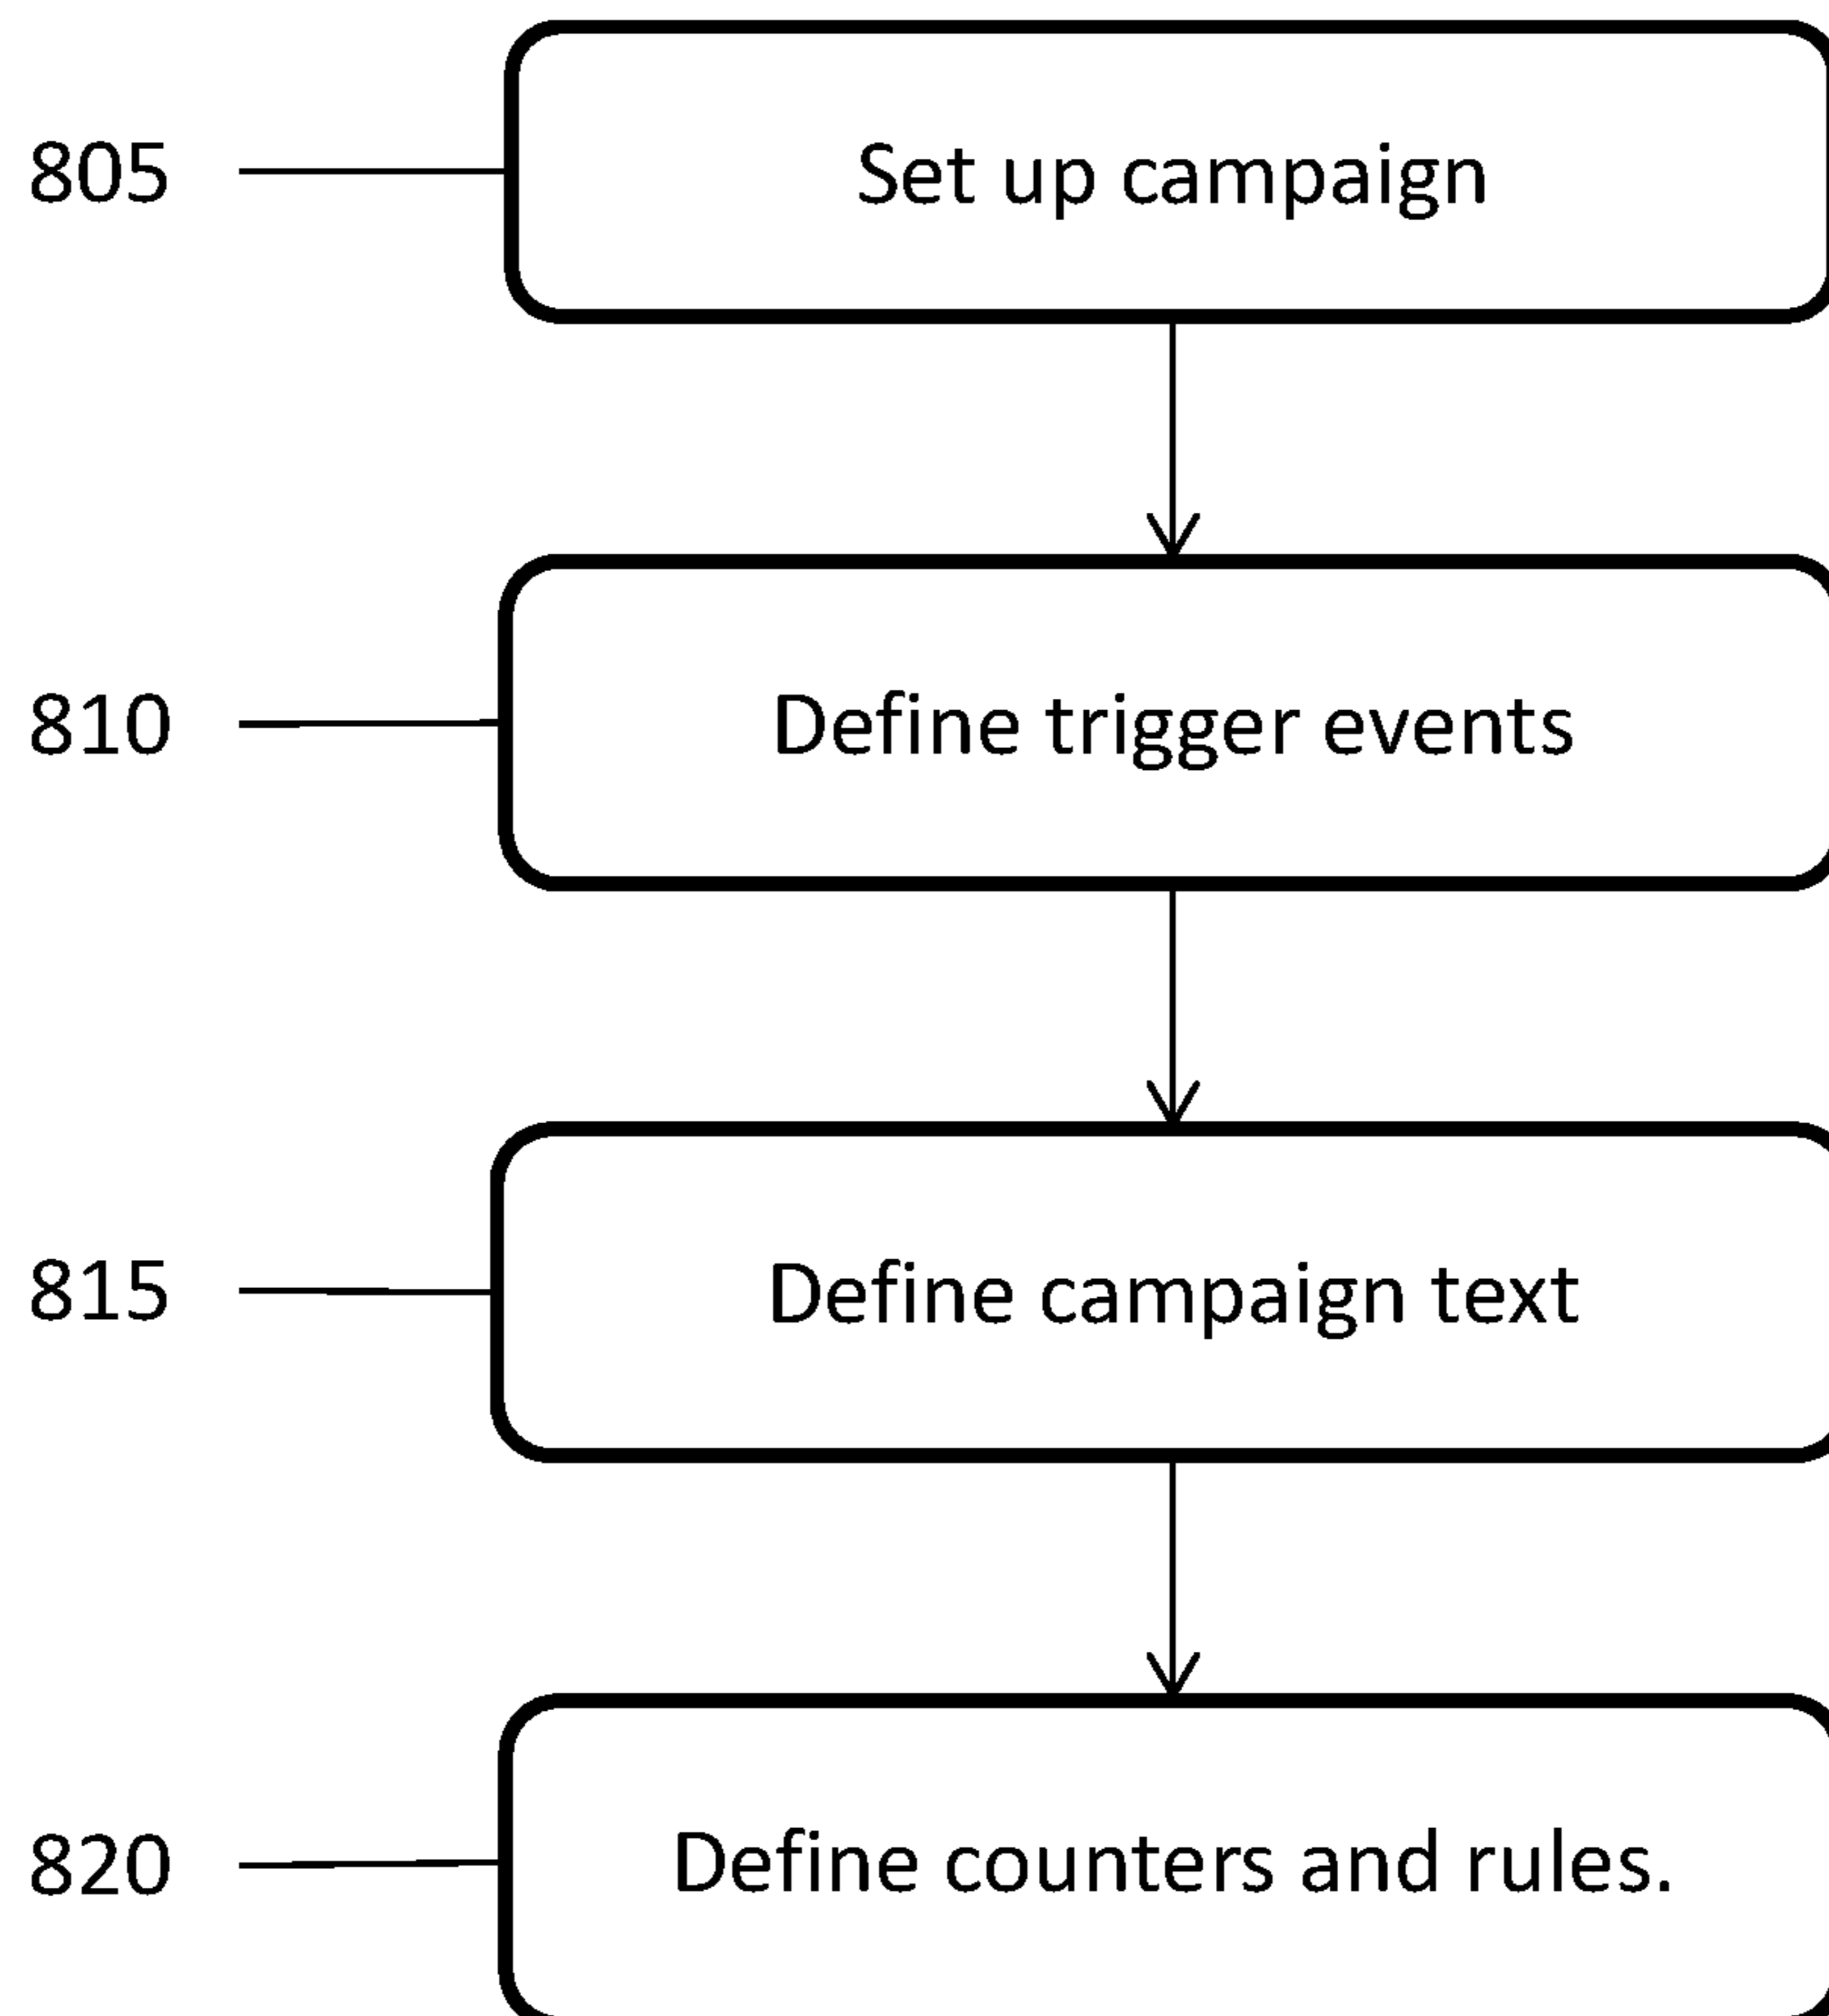 805 Set up campaign
810 Define trigger events
815 Define campaign text
820 Define counters and rules.